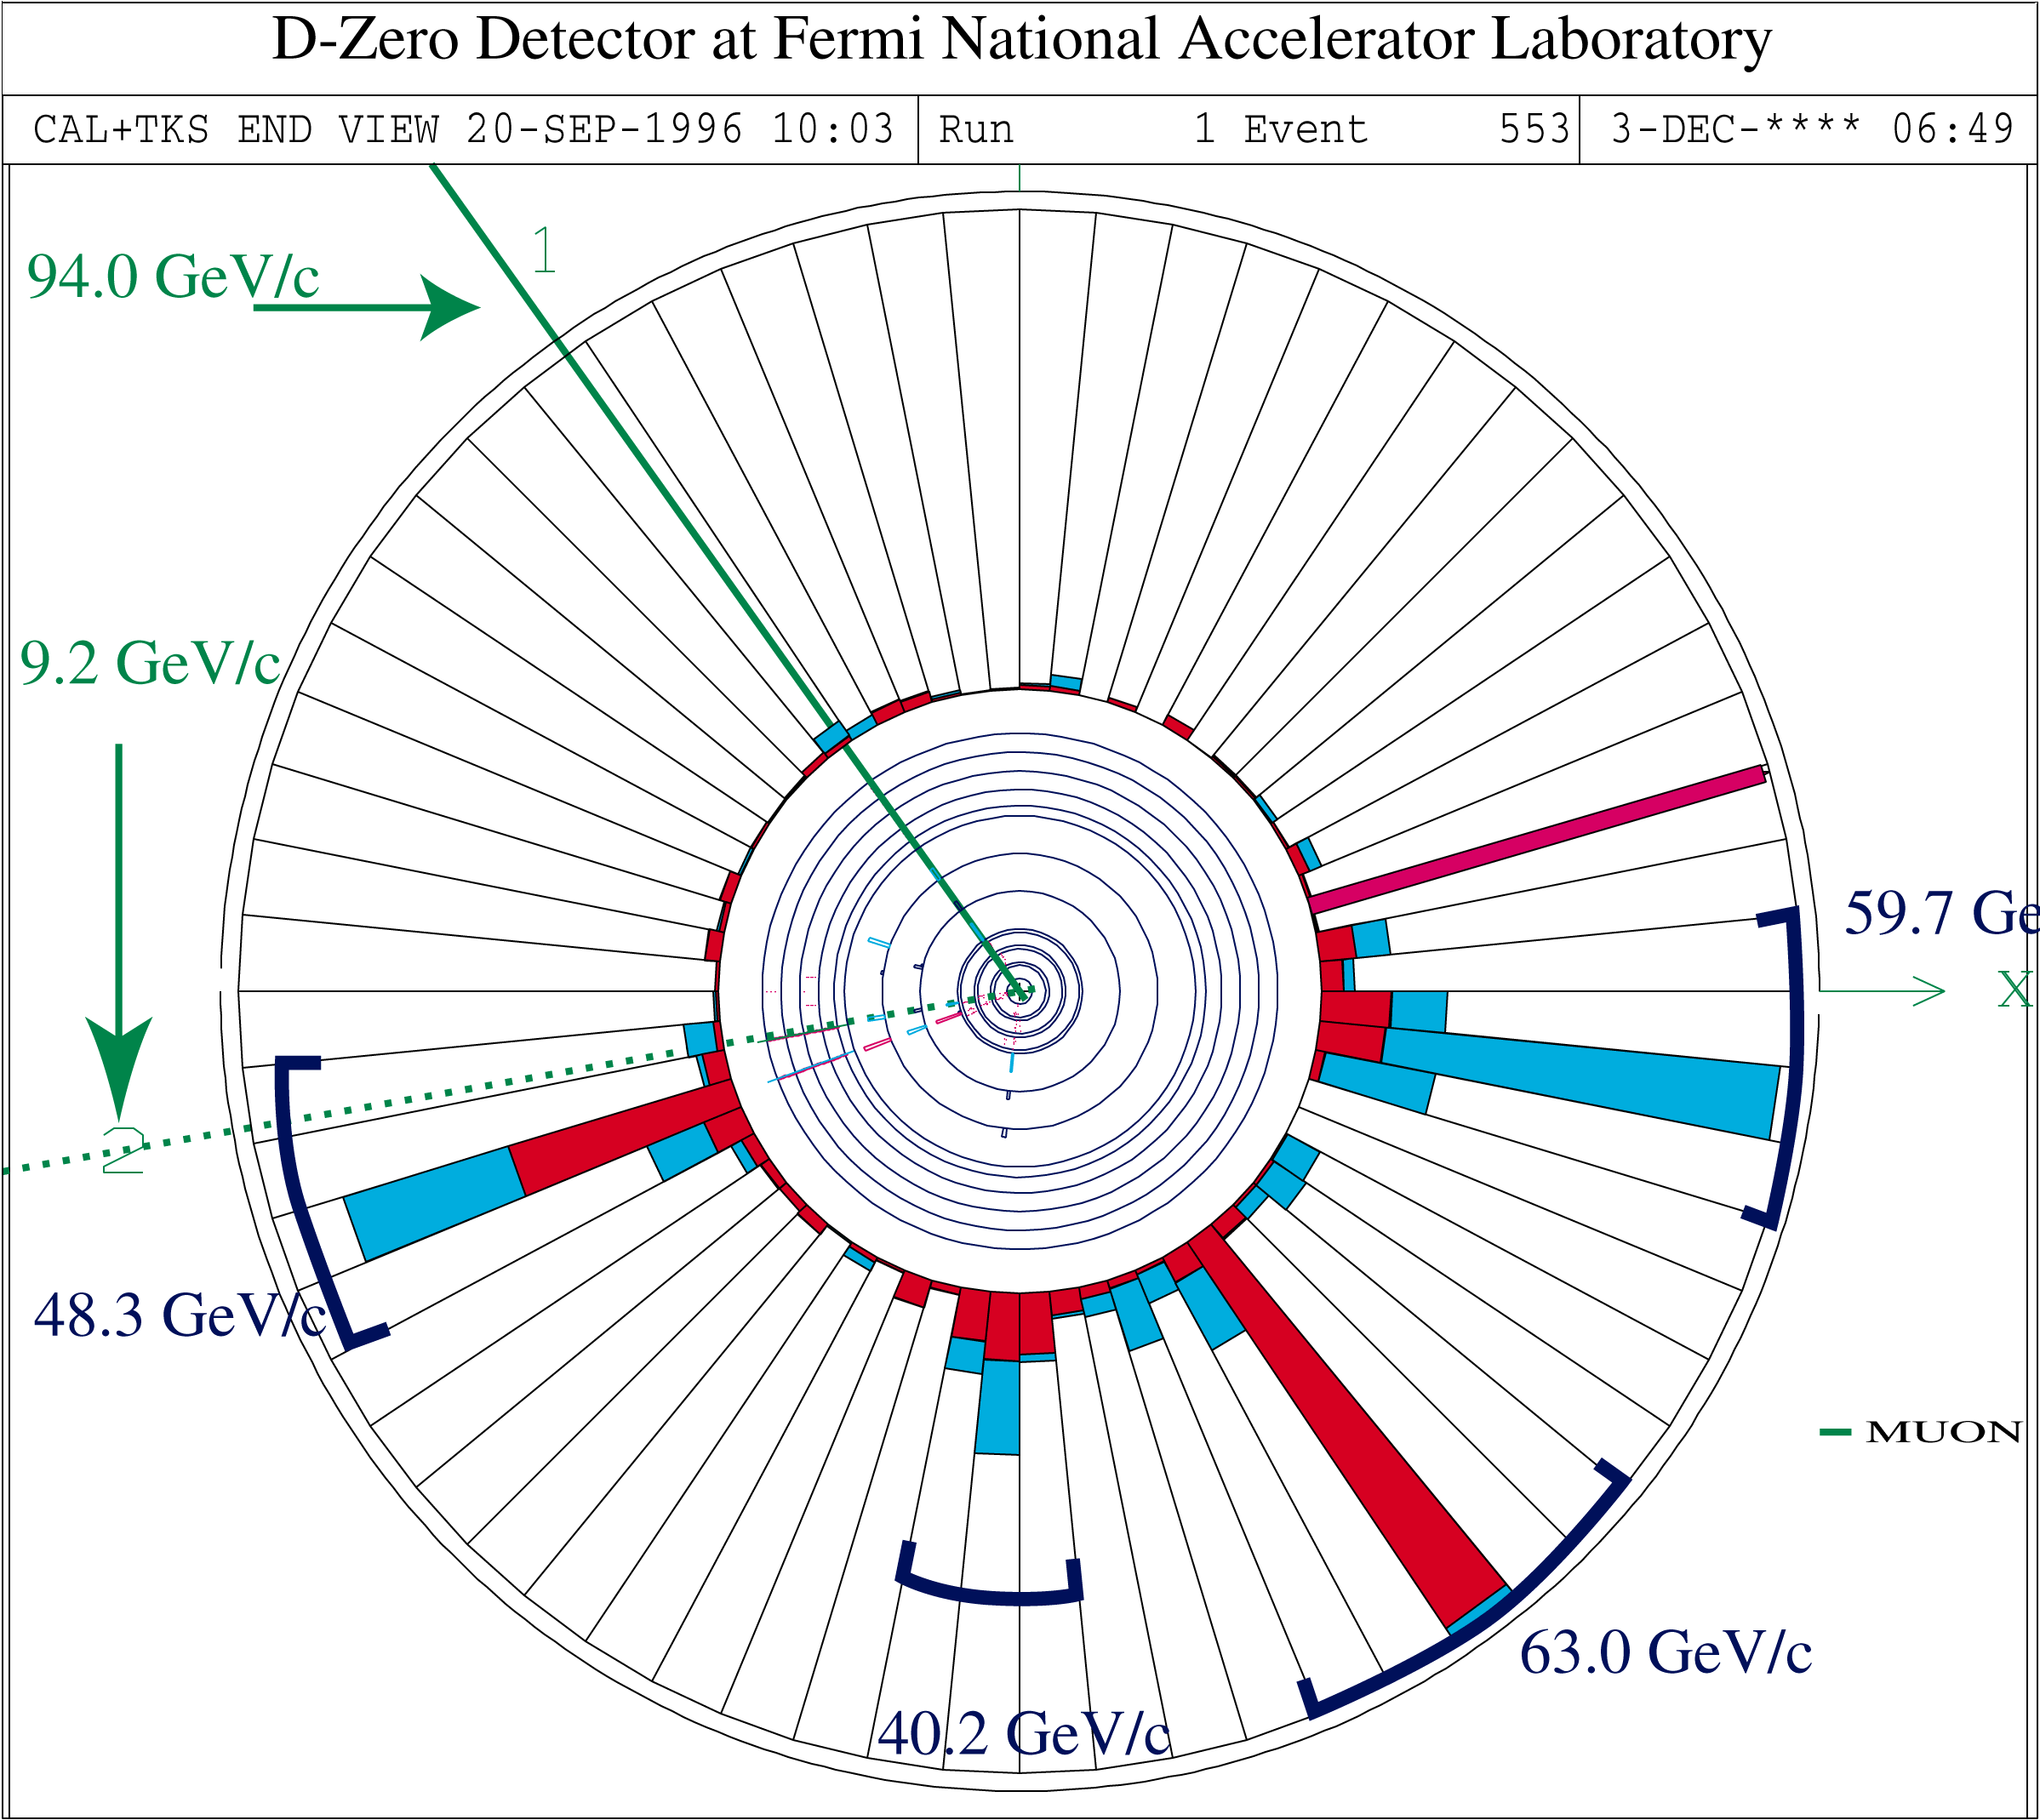 D-Zero Detector at Fermi National Accelerator Laboratory
CAL+TKS END VIEW 20-SEP-1996 10:03 Run 1 Event 553 3-DEC-**** 06:49
1
94.0 GeV/c
9.2 GeV/c
59.7 Ge
X
2
48.3 GeV/c
MUON
63.0 GeV/c
40.2 GeV/c